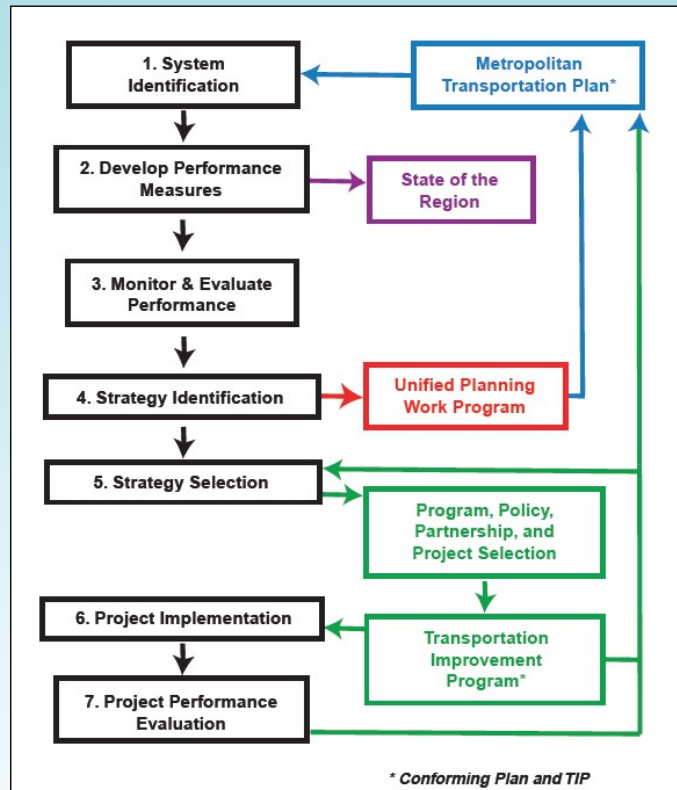 1. System
Identification
Metropolitan
Transportation Plan*
2. Develop Performance
Measures
State of the
Region
3. Monitor & Evaluate
Performance
4. Strategy Identification
Unified Planning
Work Program
5. Strategy Selection
Program, Policy,
Partnership, and
Project Selection
6. Project Implementation
Transportation
Improvement
Program*
7. Project Performance
Evaluation
* Conforming Plan and TIP